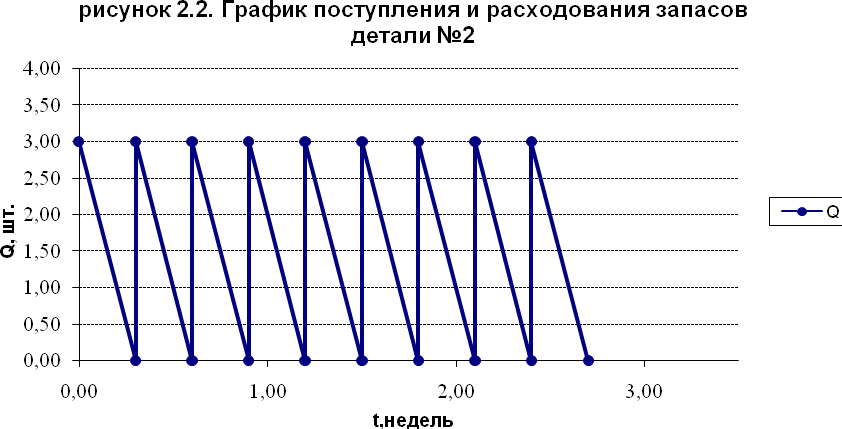 рисунок 2.2. График поступления и расходования запасов
детали №2
4,00
3,50
3,00
2,50
2,00
1,50
1,00
0,50
0,00
Q, шт.
0,00 1,00 2,00 3,00
t,недель
Q